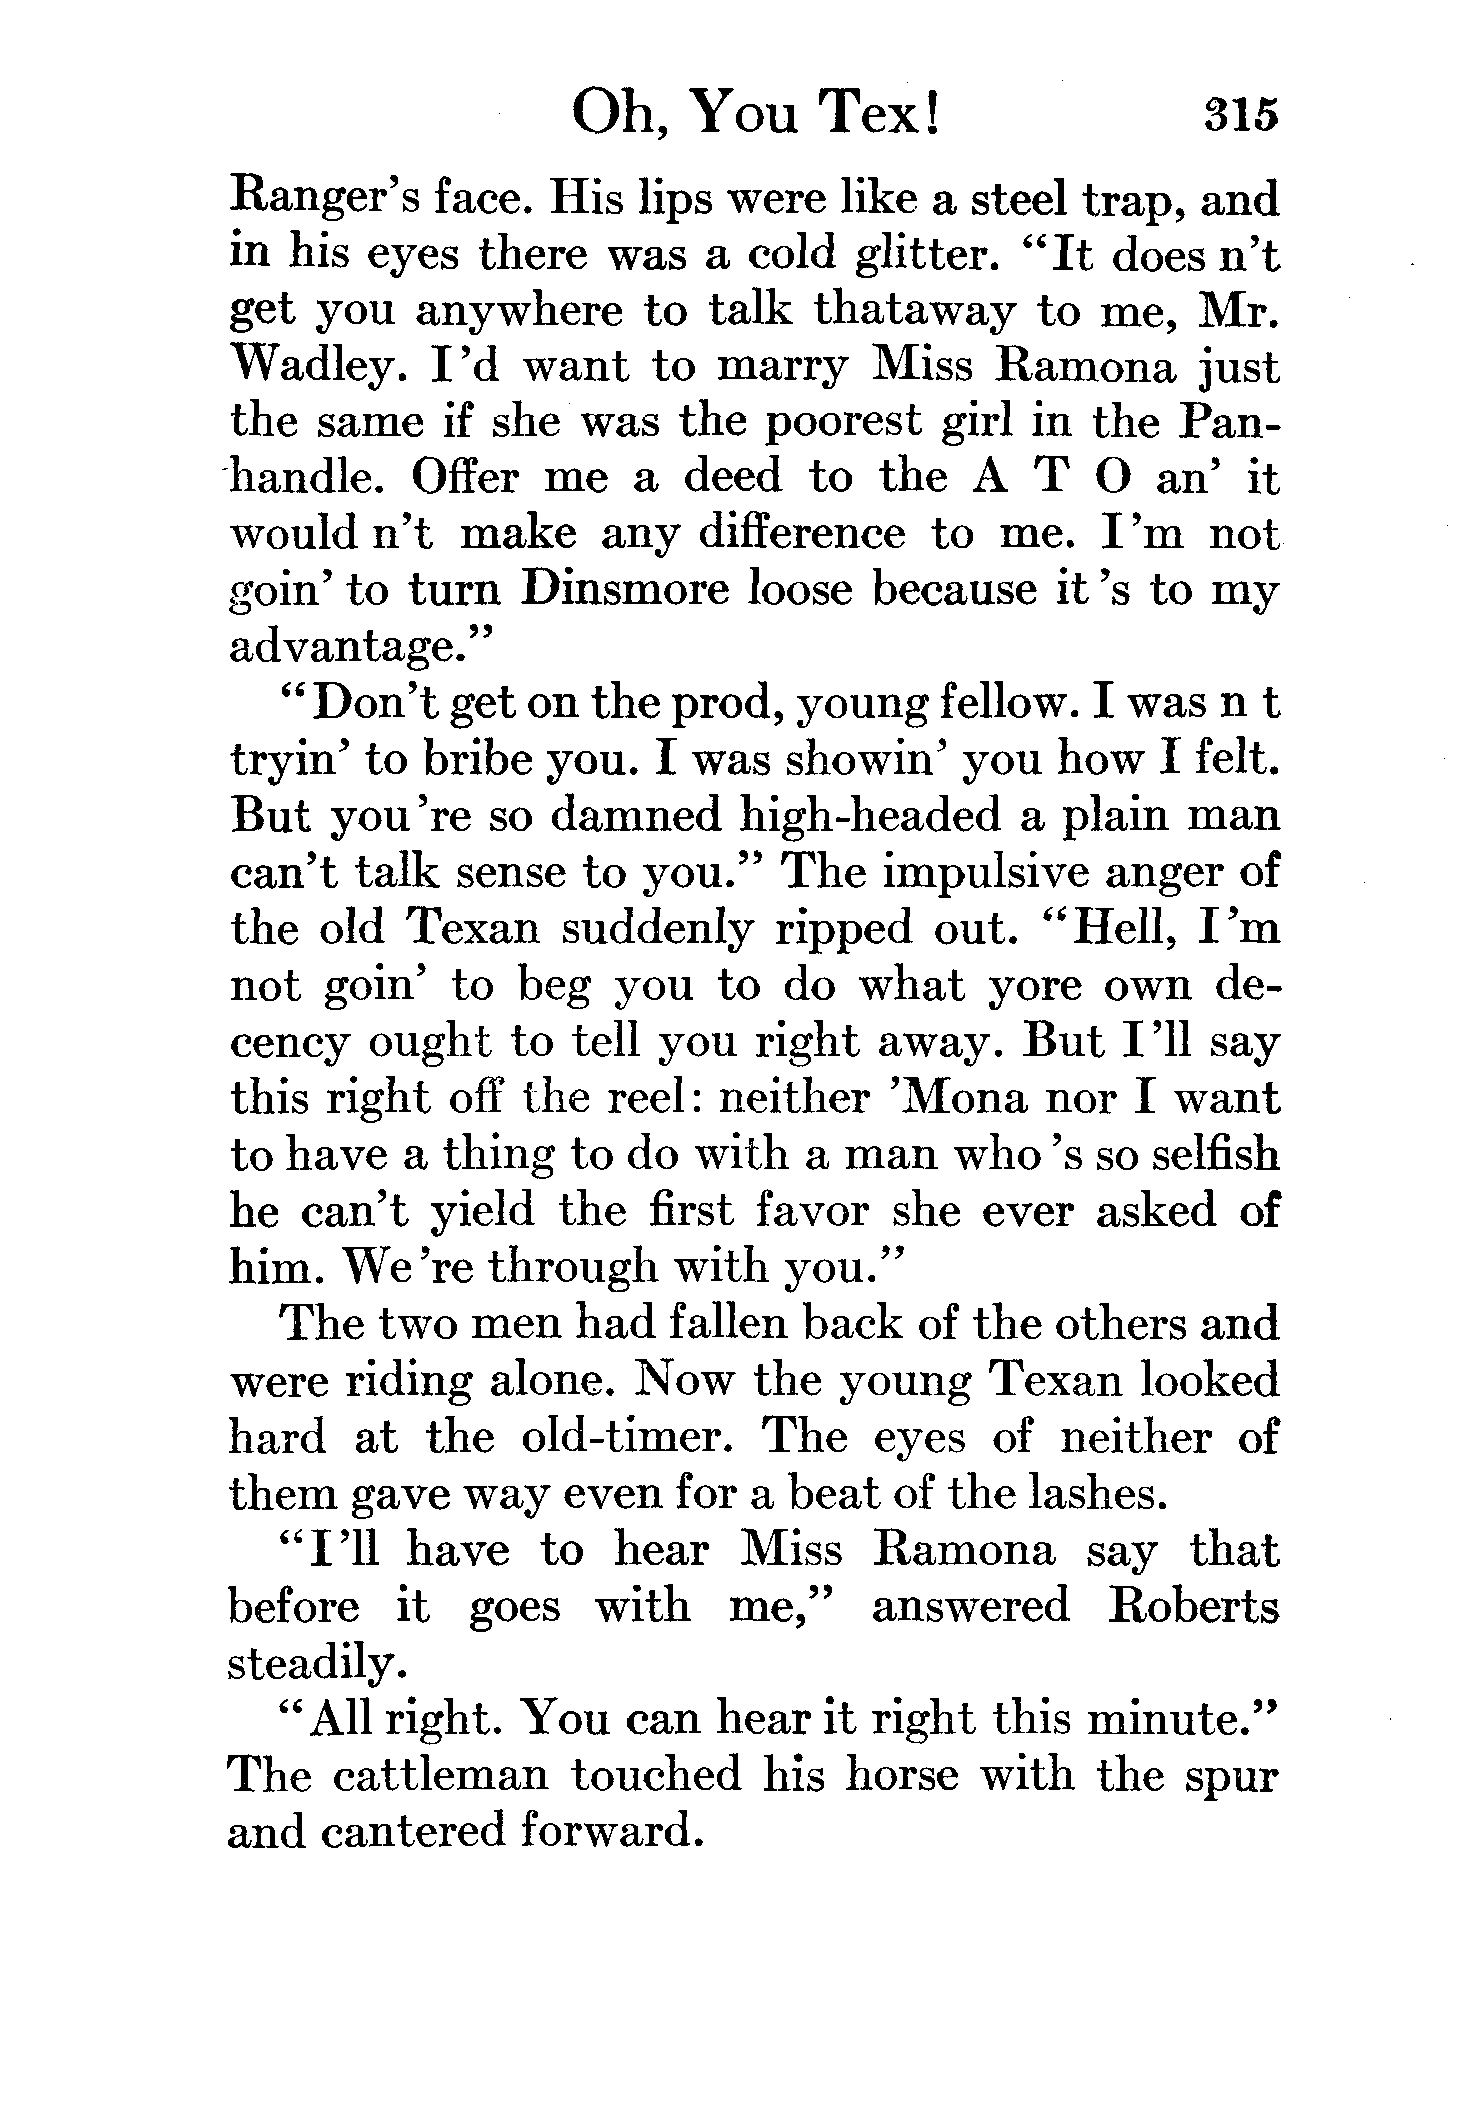 Oh, You Tex! 315
Ranger's face. His lips were like a steel trap, and
in his eyes there was a cold glitter. "It does n't
get you anywhere to talk thataway to me, Mr.
Wadley. I 'd want to marry Miss Ramona just
the same if she was the poorest girl in the Pan-
handle. Offer me a deed to the A T O an' it
would n't make any difference to me. I 'm not
goin' to turn Dinsmore loose because it 's to my
advantage."
"Don't get on the prod, young fellow. I was n t
tryin' to bribe you. I was showin' you how I felt.
But you 're so damned high-headed a plain man
can't talk sense to you." The impulsive anger of
the old Texan suddenly ripped out. "Hell, I 'm
not goin' to beg you to do what yore own de-
cency ought to tell you right away. But I 'll say
this right off the reel: neither 'Mona nor I want
to have a thing to do with a man who 's so selfish
he can't yield the first favor she ever asked of
him. We 're through with you."
The two men had fallen back of the others and
were riding alone. Now the young Texan looked
hard at the old-timer. The eyes of neither of
them gave way even for a beat of the lashes.
"I 'll have to hear Miss Ramona say that
before it goes with me," answered Roberts
steadily.
"All right. You can hear it right this minute."
The cattleman touched his horse with the spur
and cantered forward.